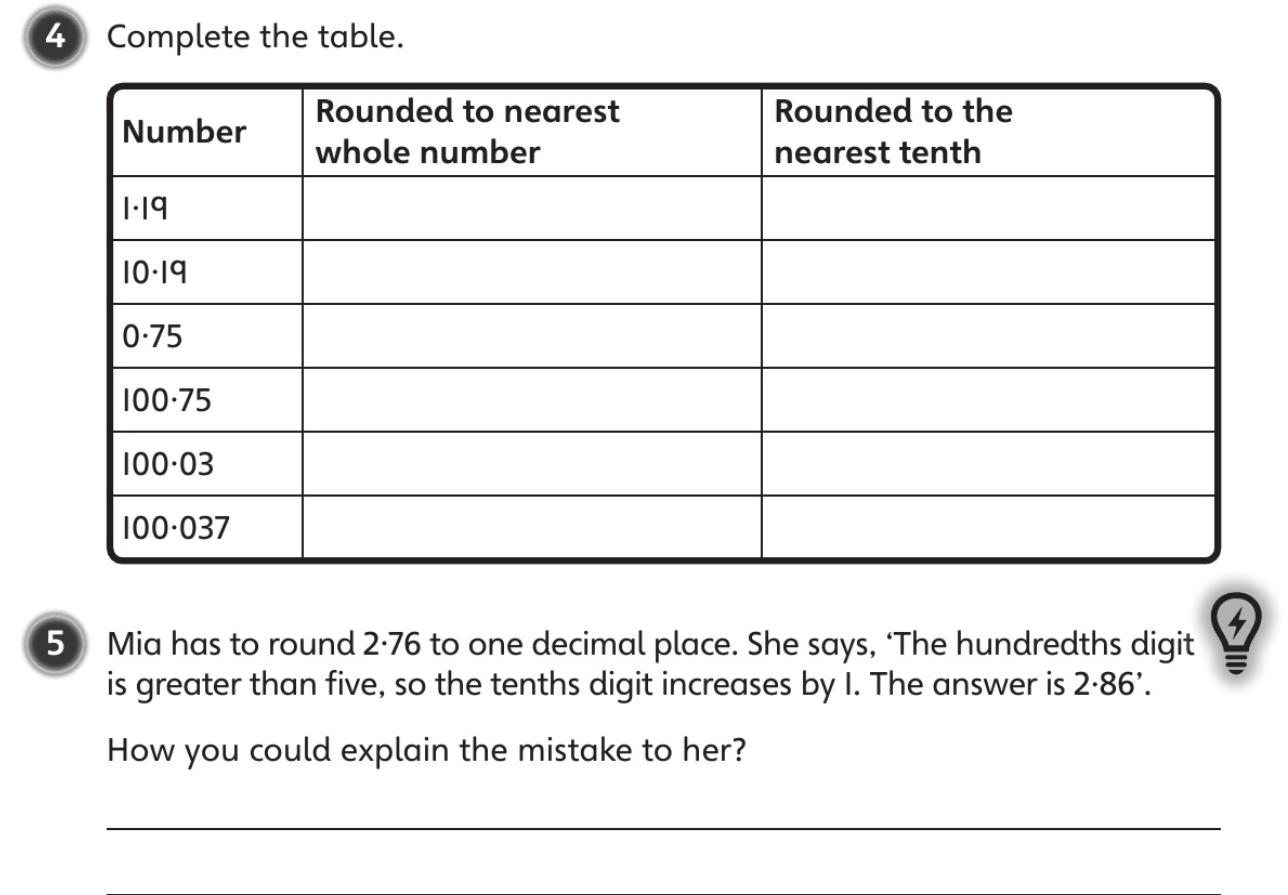 4 Complete the table.
Number
Rounded to nearest
whole number
Rounded to the
nearest tenth
1·19
10·19
0·75
100·75
100·03
100·037
5 Mia has to round 2·76 to one decimal place. She says, ‘The hundredths digit
is greater than five, so the tenths digit increases by 1. The answer is 2·86’.
How you could explain the mistake to her?